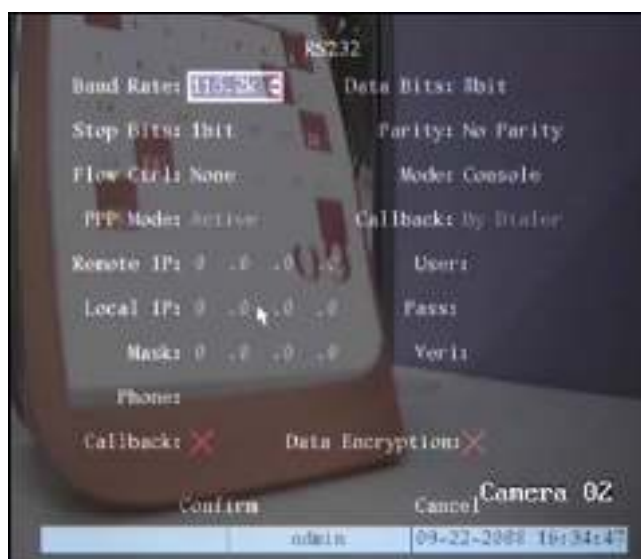 RS232
Baud Rate: 115.2k Data Bits: 8bit
Stop Bits: 1bit Parity: No Parity
Flow Ctrl: None Mode: Console
PPP Mode: Active Callback: By Dialer
Remote IP: 0 .0 .0 .0 User:
Local IP: 0 .0 .0 .0 Pass:
Mask: 0 .0 .0 .0 Veri:
Phone:
Callback: Data Encryption:
Camera 02
Confirm Cancel
admin 09-22-2008 16:34:47